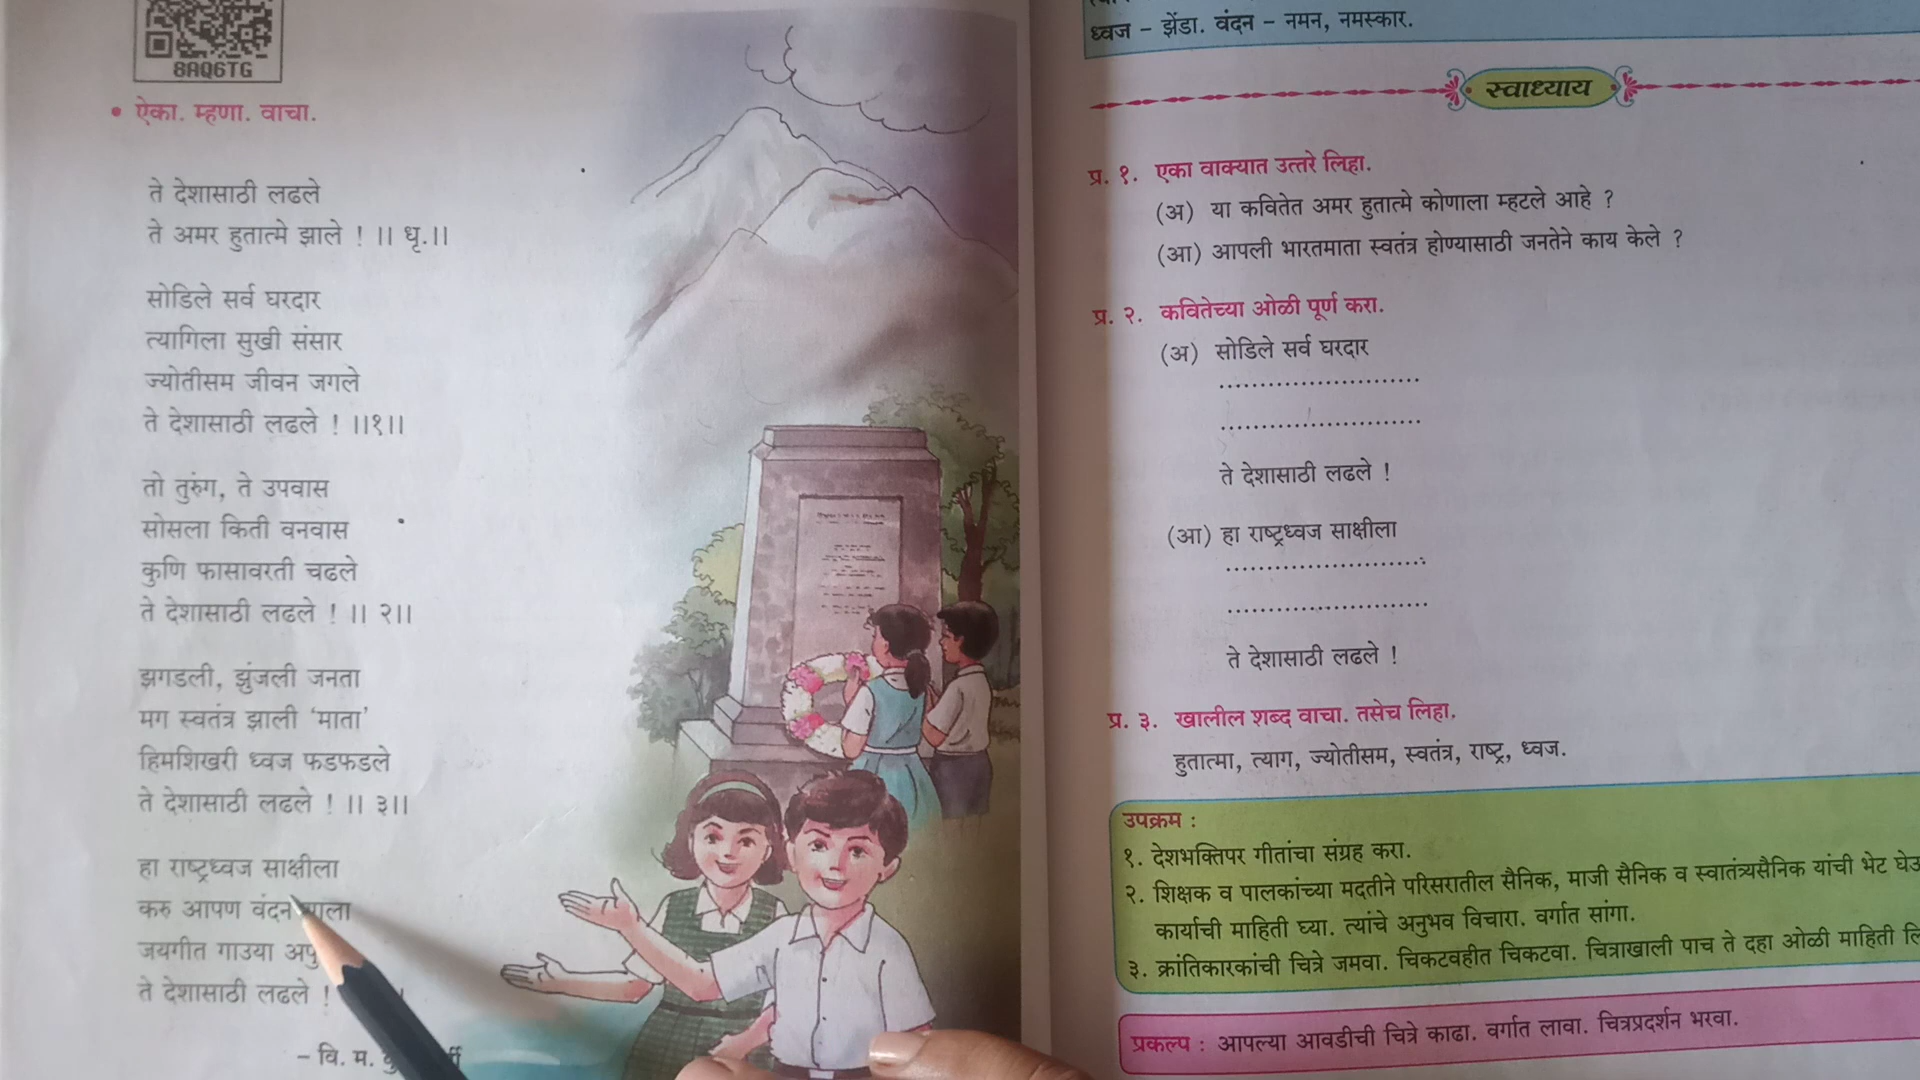 8AQ6TG
• ऐका. म्हणा. वाचा.
ते देशासाठी लढले
ते अमर हुतात्मे झाले ! ।। धृ.।।
सोडिले सर्व घरदार
त्यागिला सुखी संसार
ज्योतीसम जीवन जगले
ते देशासाठी लढले ! ।।१।।
तो तुरुंग, ते उपवास
सोसला किती वनवास
कुणि फासावरती चढले
ते देशासाठी लढले ! ।। २।।
झगडली, झुंजली जनता
मग स्वतंत्र झाली ‘माता’
हिमशिखरी ध्वज फडफडले
ते देशासाठी लढले ! ।। ३।।
हा राष्ट्रध्वज साक्षीला
करु आपण वंदन
जयगीत गाउया
ते देशासाठी लढले !
– वि. म.
ध्वज – झेंडा. वंदन – नमन, नमस्कार.
स्वाध्याय
प्र. १. एका वाक्यात उत्तरे लिहा.
(अ) या कवितेत अमर हुतात्मे कोणाला म्हटले आहे ?
(आ) आपली भारतमाता स्वतंत्र होण्यासाठी जनतेने काय केले ?
प्र. २. कवितेच्या ओळी पूर्ण करा.
(अ) सोडिले सर्व घरदार
.........................
.........................
ते देशासाठी लढले !
(आ) हा राष्ट्रध्वज साक्षीला
.........................
.........................
ते देशासाठी लढले !
प्र. ३. खालील शब्द वाचा. तसेच लिहा.
हुतात्मा, त्याग, ज्योतीसम, स्वतंत्र, राष्ट्र, ध्वज.
उपक्रम :
१. देशभक्तिपर गीतांचा संग्रह करा.
२. शिक्षक व पालकांच्या मदतीने परिसरातील सैनिक, माजी सैनिक व स्वातंत्र्यसैनिक यांची भेट
कार्याची माहिती घ्या. त्यांचे अनुभव विचारा. वर्गात सांगा.
३. क्रांतिकारकांची चित्रे जमवा. चिकटवहीत चिकटवा. चित्राखाली पाच ते दहा ओळी माहिती
प्रकल्प : आपल्या आवडीची चित्रे काढा. वर्गात लावा. चित्रप्रदर्शन भरवा.